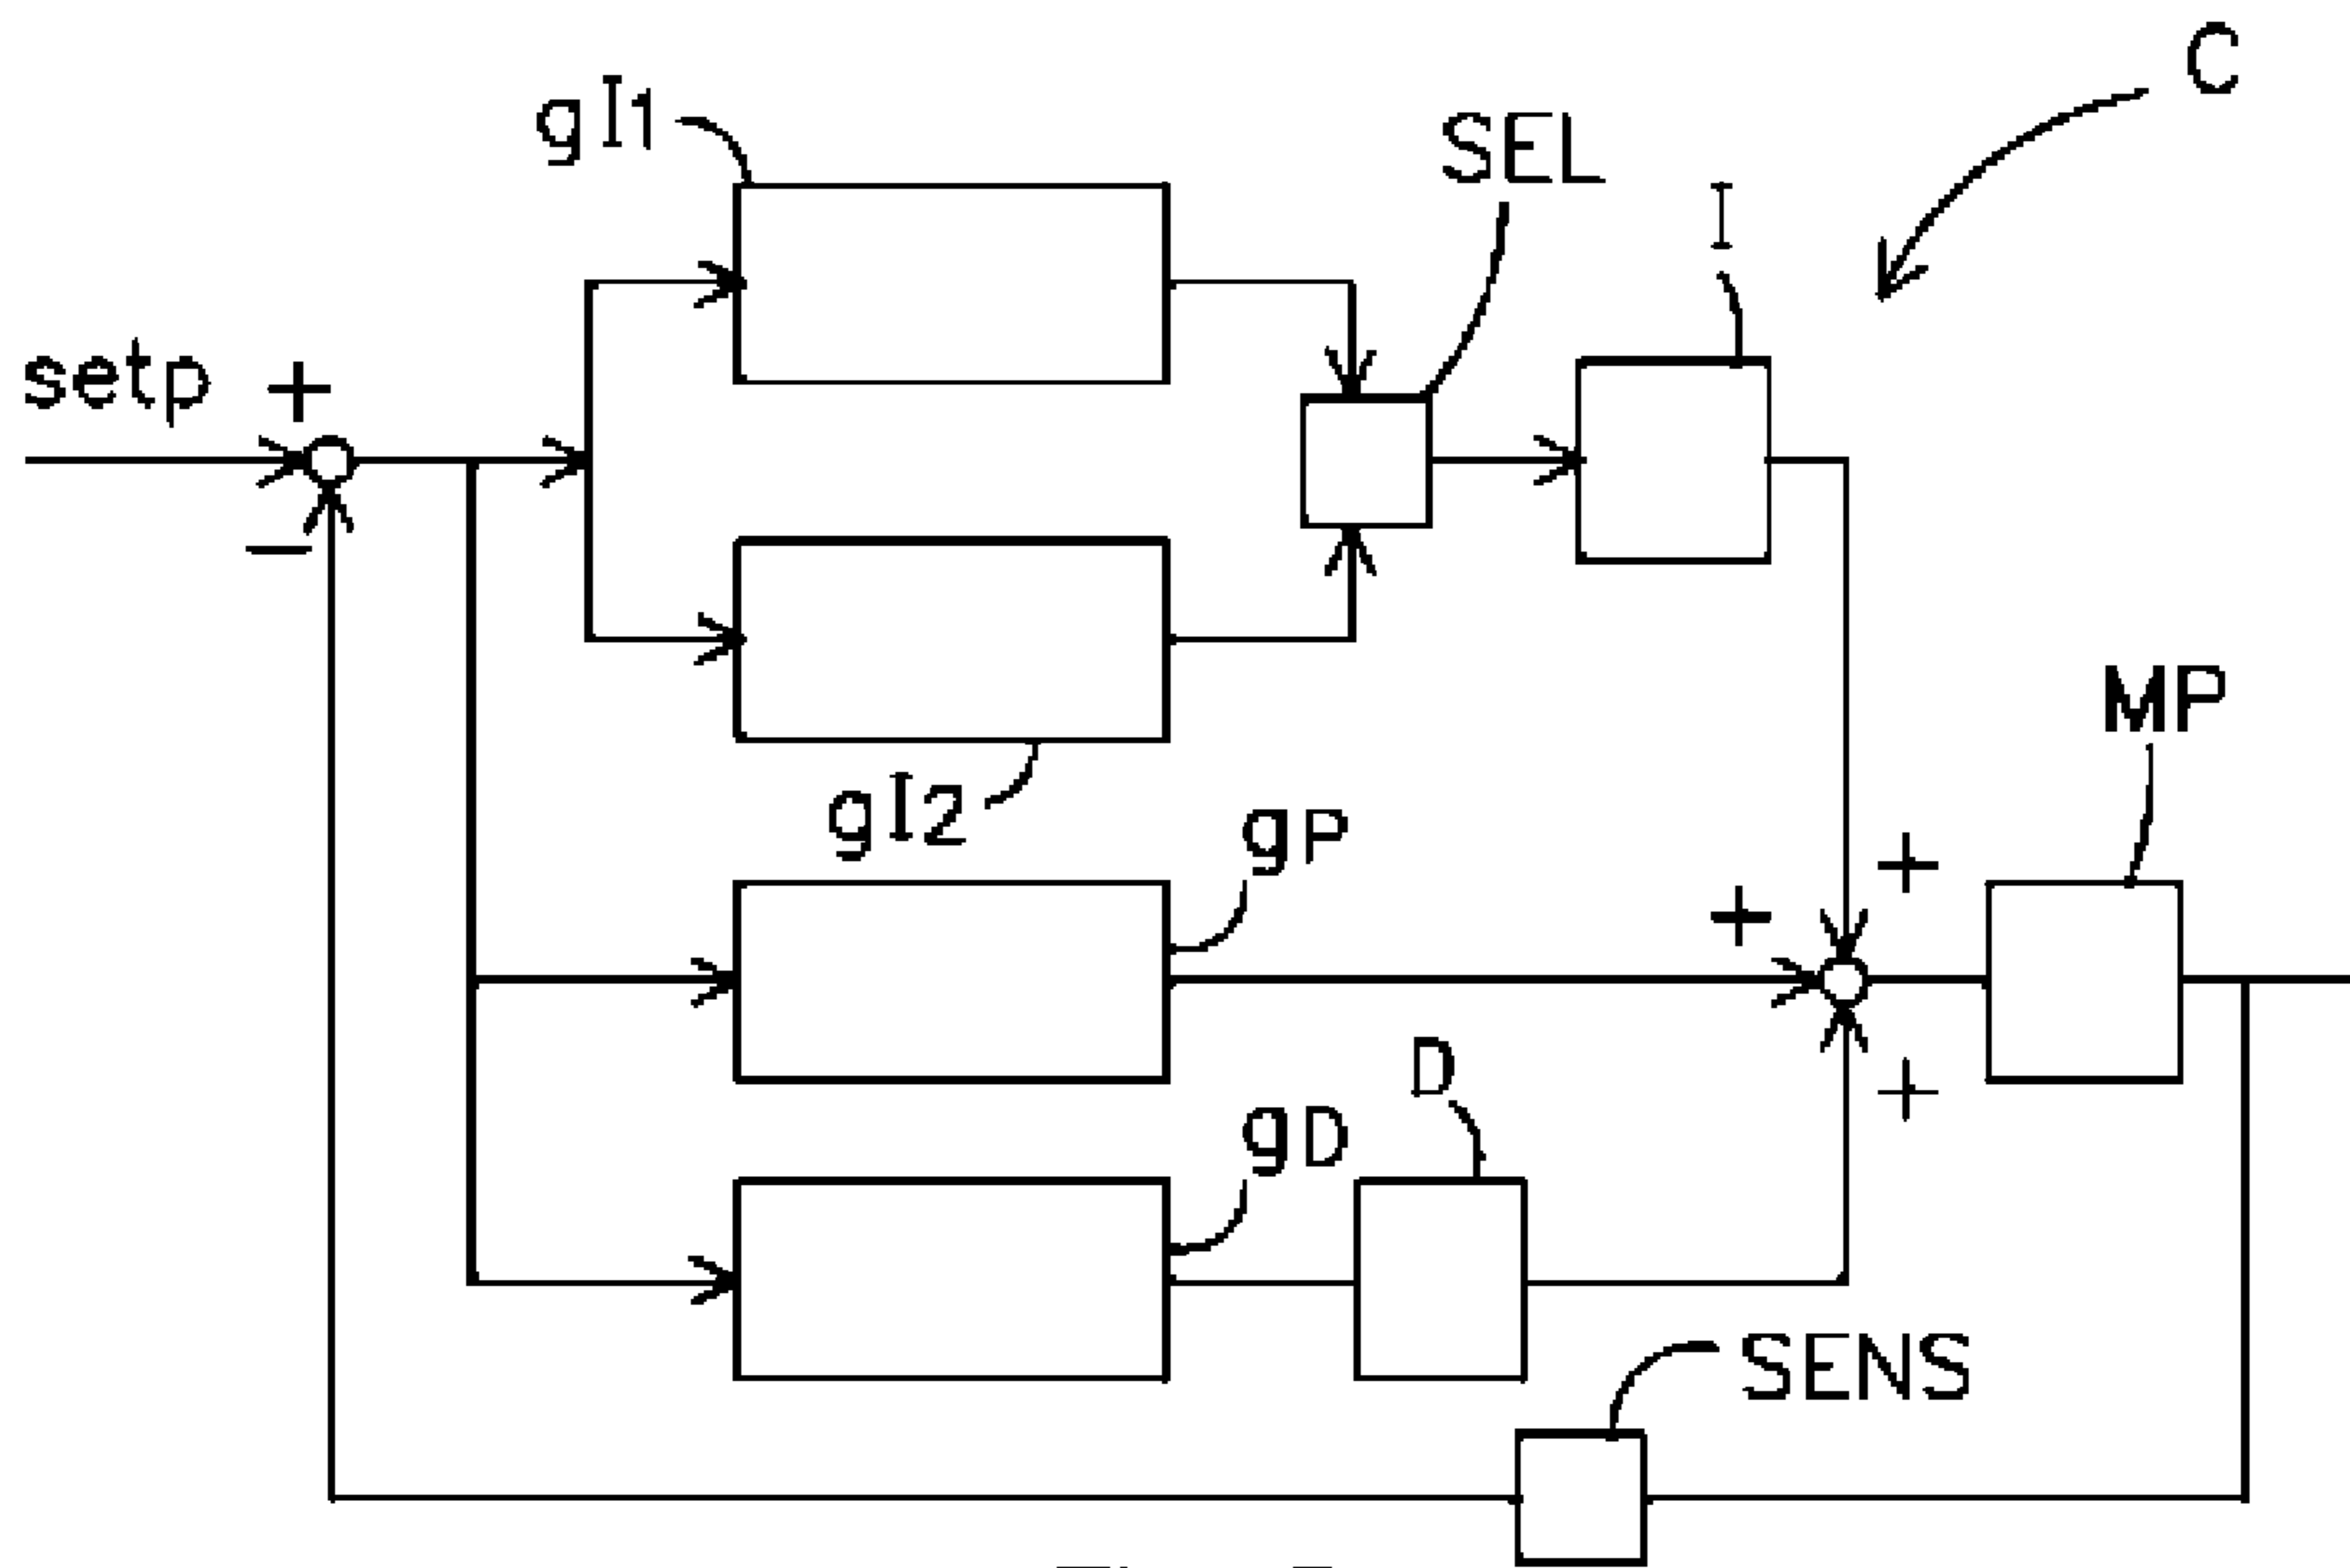 C
gI1
SEL
I
setp
+
−
MP
gI2
gP
+
+
D
+
gD
SENS